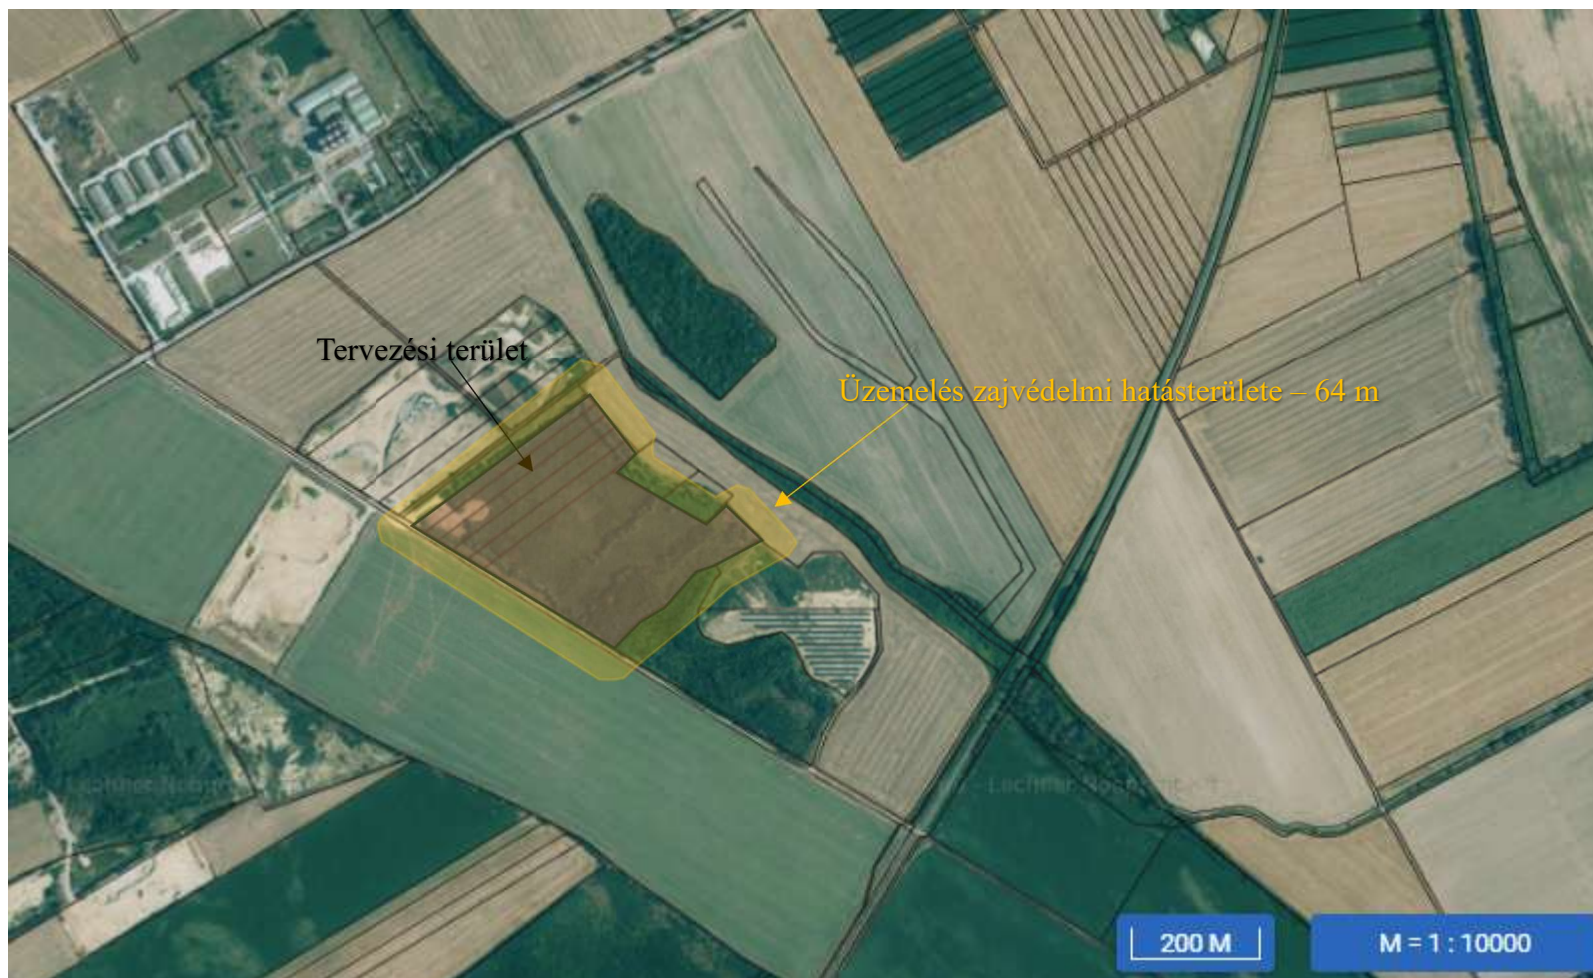 Tervezési terület
Üzemelés zajvédelmi hatásterülete – 64 m
200 M
M = 1 : 10000